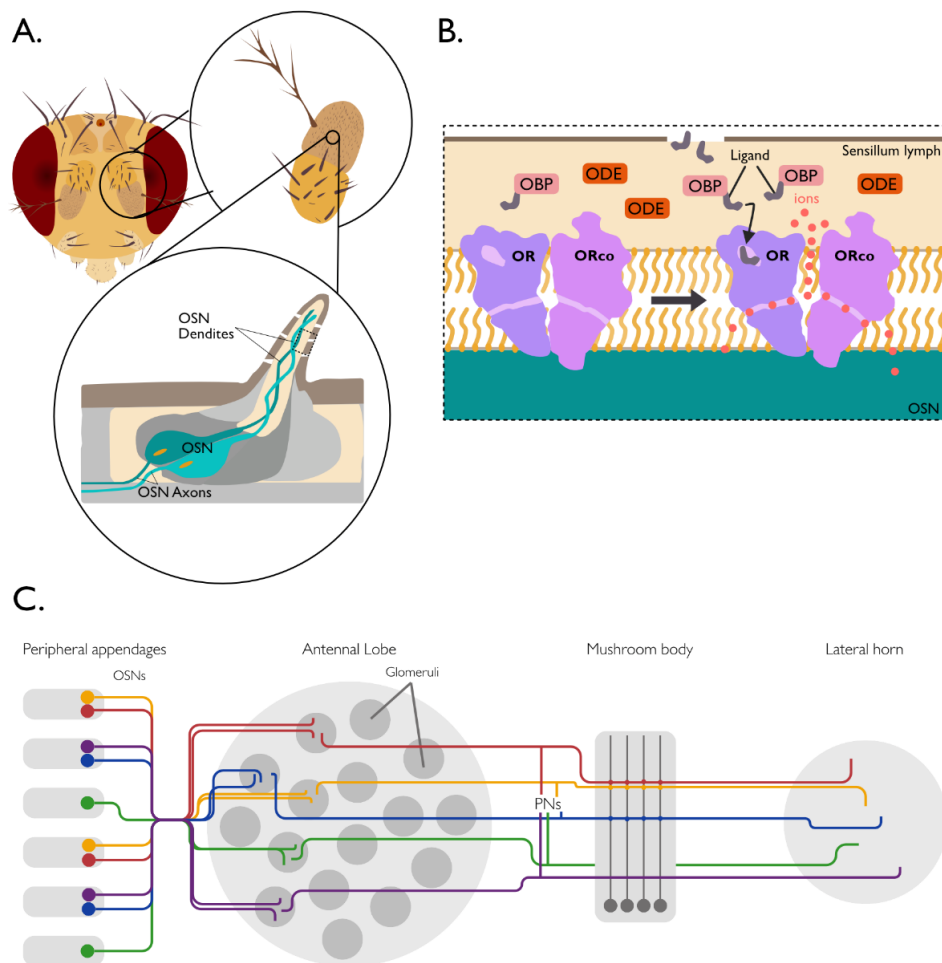 A.
OSN
Dendites
OSN
OSN Axons
B.
Sensillum lymph
Ligand
OBP
ODE
OBP
OBP
ODE
ODE
ions
OR
ORco
OR
ORco
OSN
C.
Peripheral appendages
Antennal Lobe
Mushroom body
Lateral horn
OSNs
Glomeruli
PNs